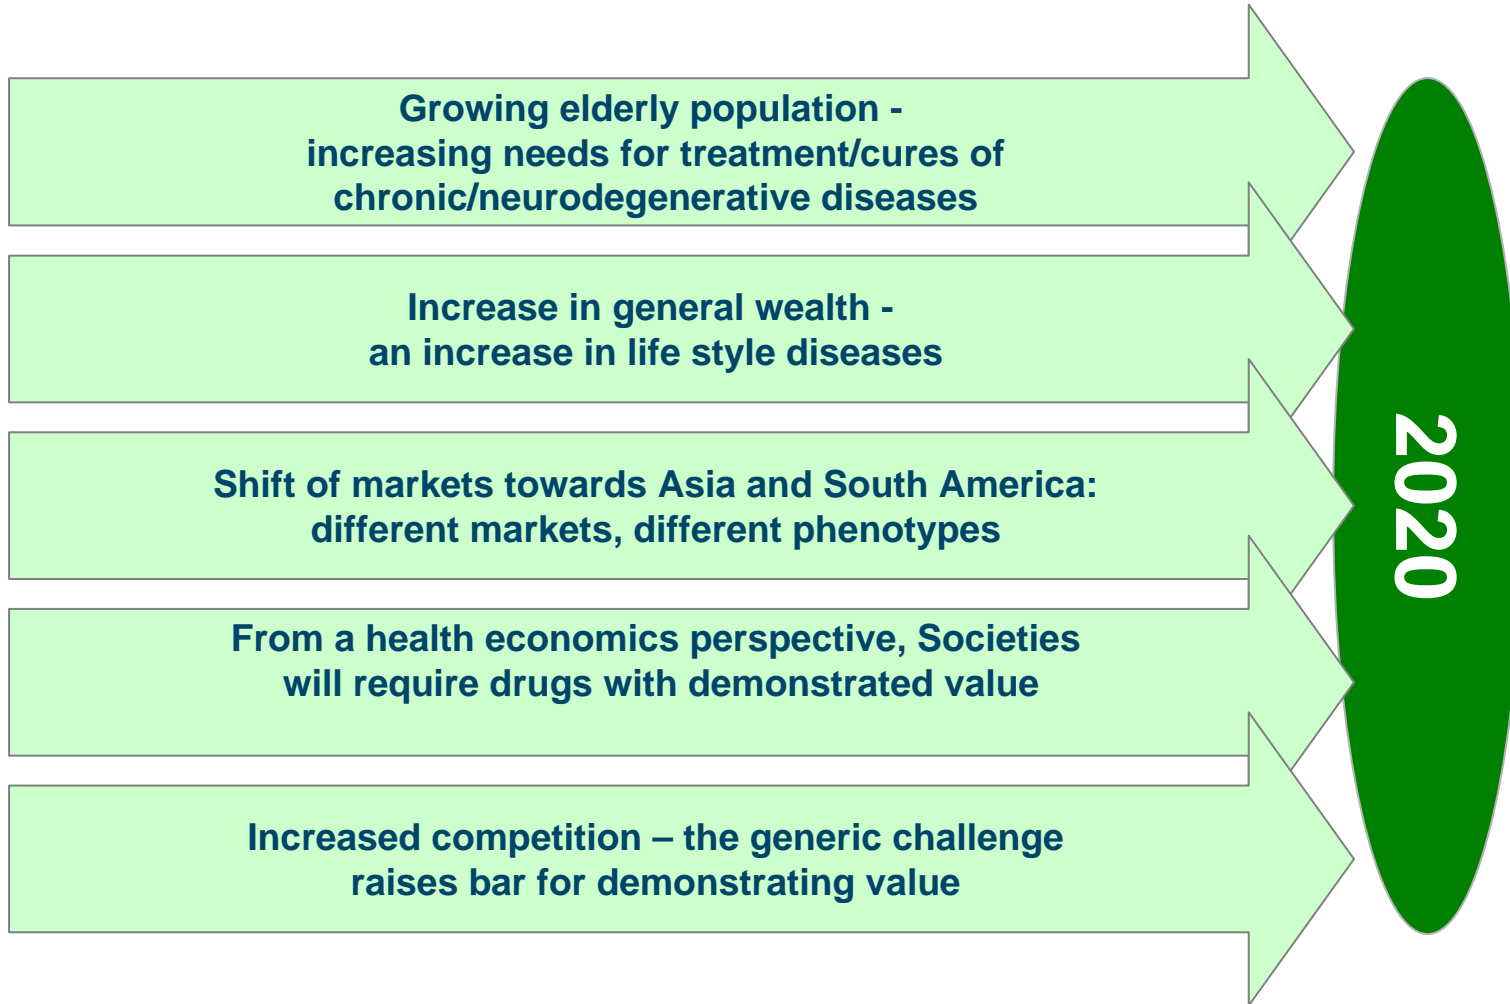 Growing elderly population -
increasing needs for treatment/cures of
chronic/neurodegenerative diseases
Increase in general wealth -
an increase in life style diseases
Shift of markets towards Asia and South America:
different markets, different phenotypes
From a health economics perspective, Societies
will require drugs with demonstrated value
Increased competition – the generic challenge
raises bar for demonstrating value
2020